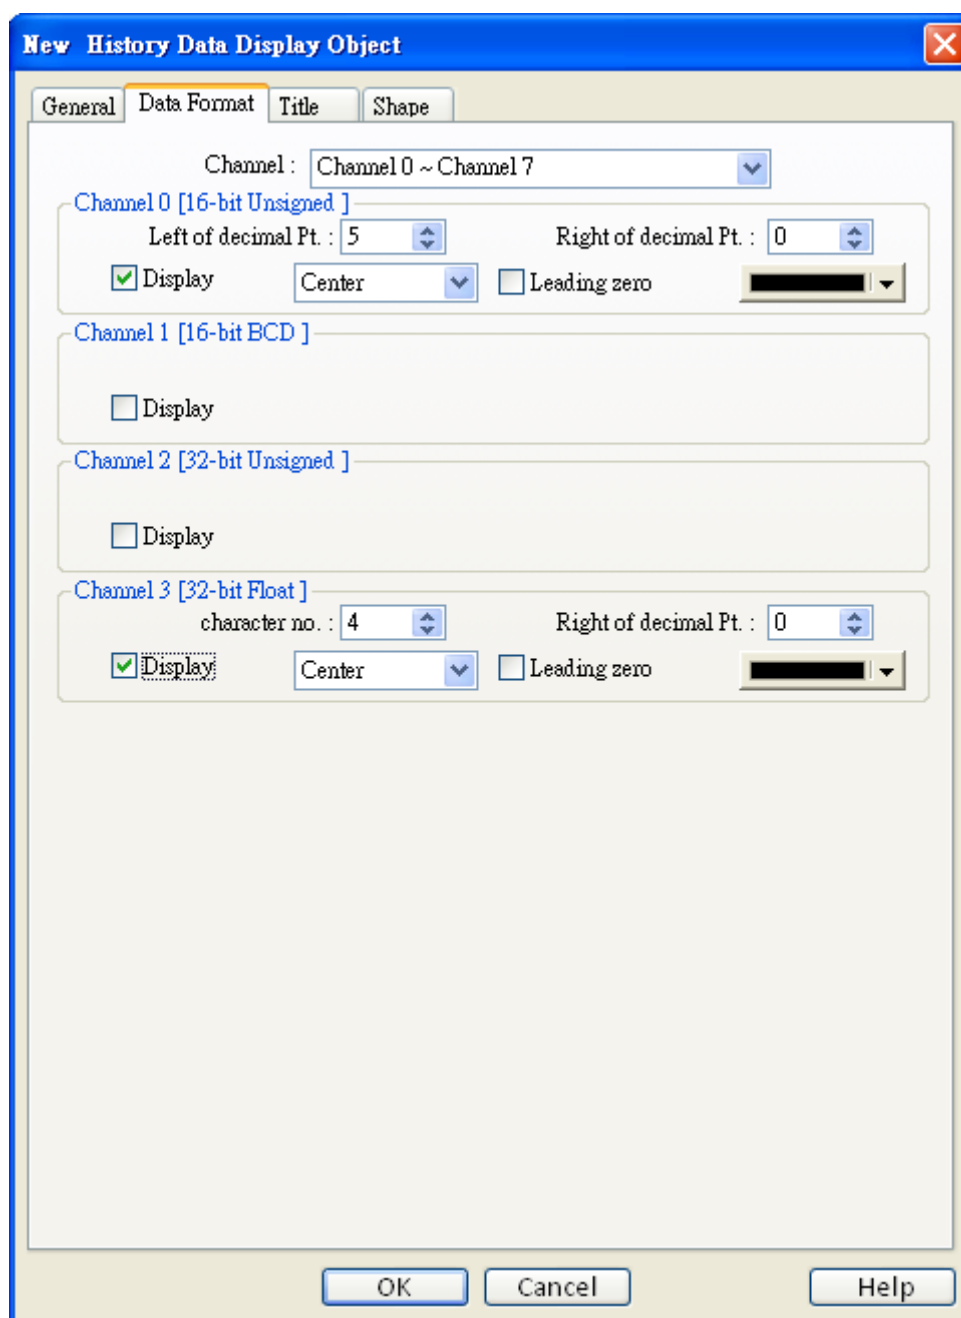 New History Data Display Object
General Data Format Title Shape
Channel : Channel 0 ~ Channel 7
Channel 0 [16-bit Unsigned ]
Left of decimal Pt. : 5 Right of decimal Pt. : 0
Display Center Leading zero
Channel 1 [16-bit BCD ]
Display
Channel 2 [32-bit Unsigned ]
Display
Channel 3 [32-bit Float ]
character no. : 4 Right of decimal Pt. : 0
Display Center Leading zero
OK Cancel Help